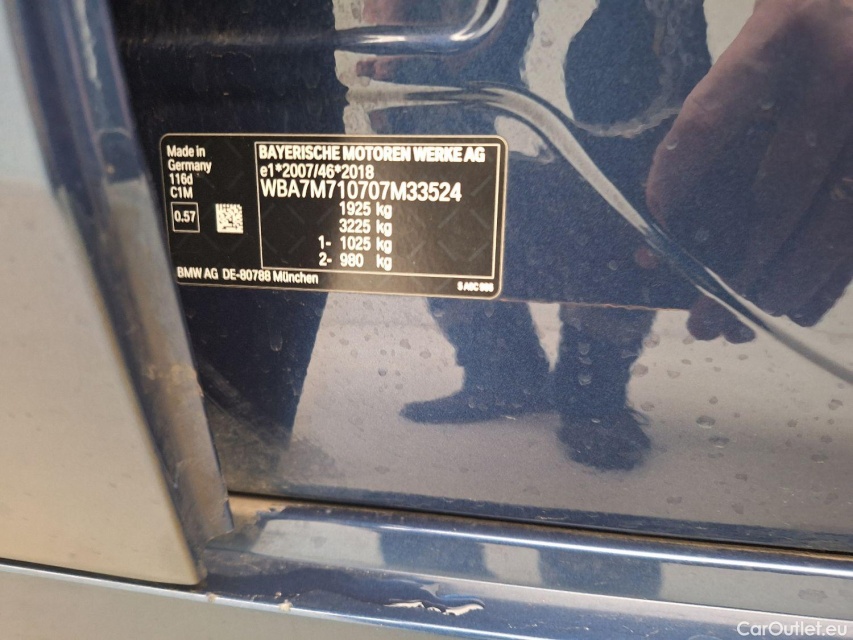 Made in
Germany
116d
C1M
0.57
BAYERISCHE MOTOREN WERKE AG
e1*2007/46*2018
WBA7M710707M33524
1925 kg
3225 kg
1- 1025 kg
2- 980 kg
BMW AG DE-80788 München
CarOutlet.eu